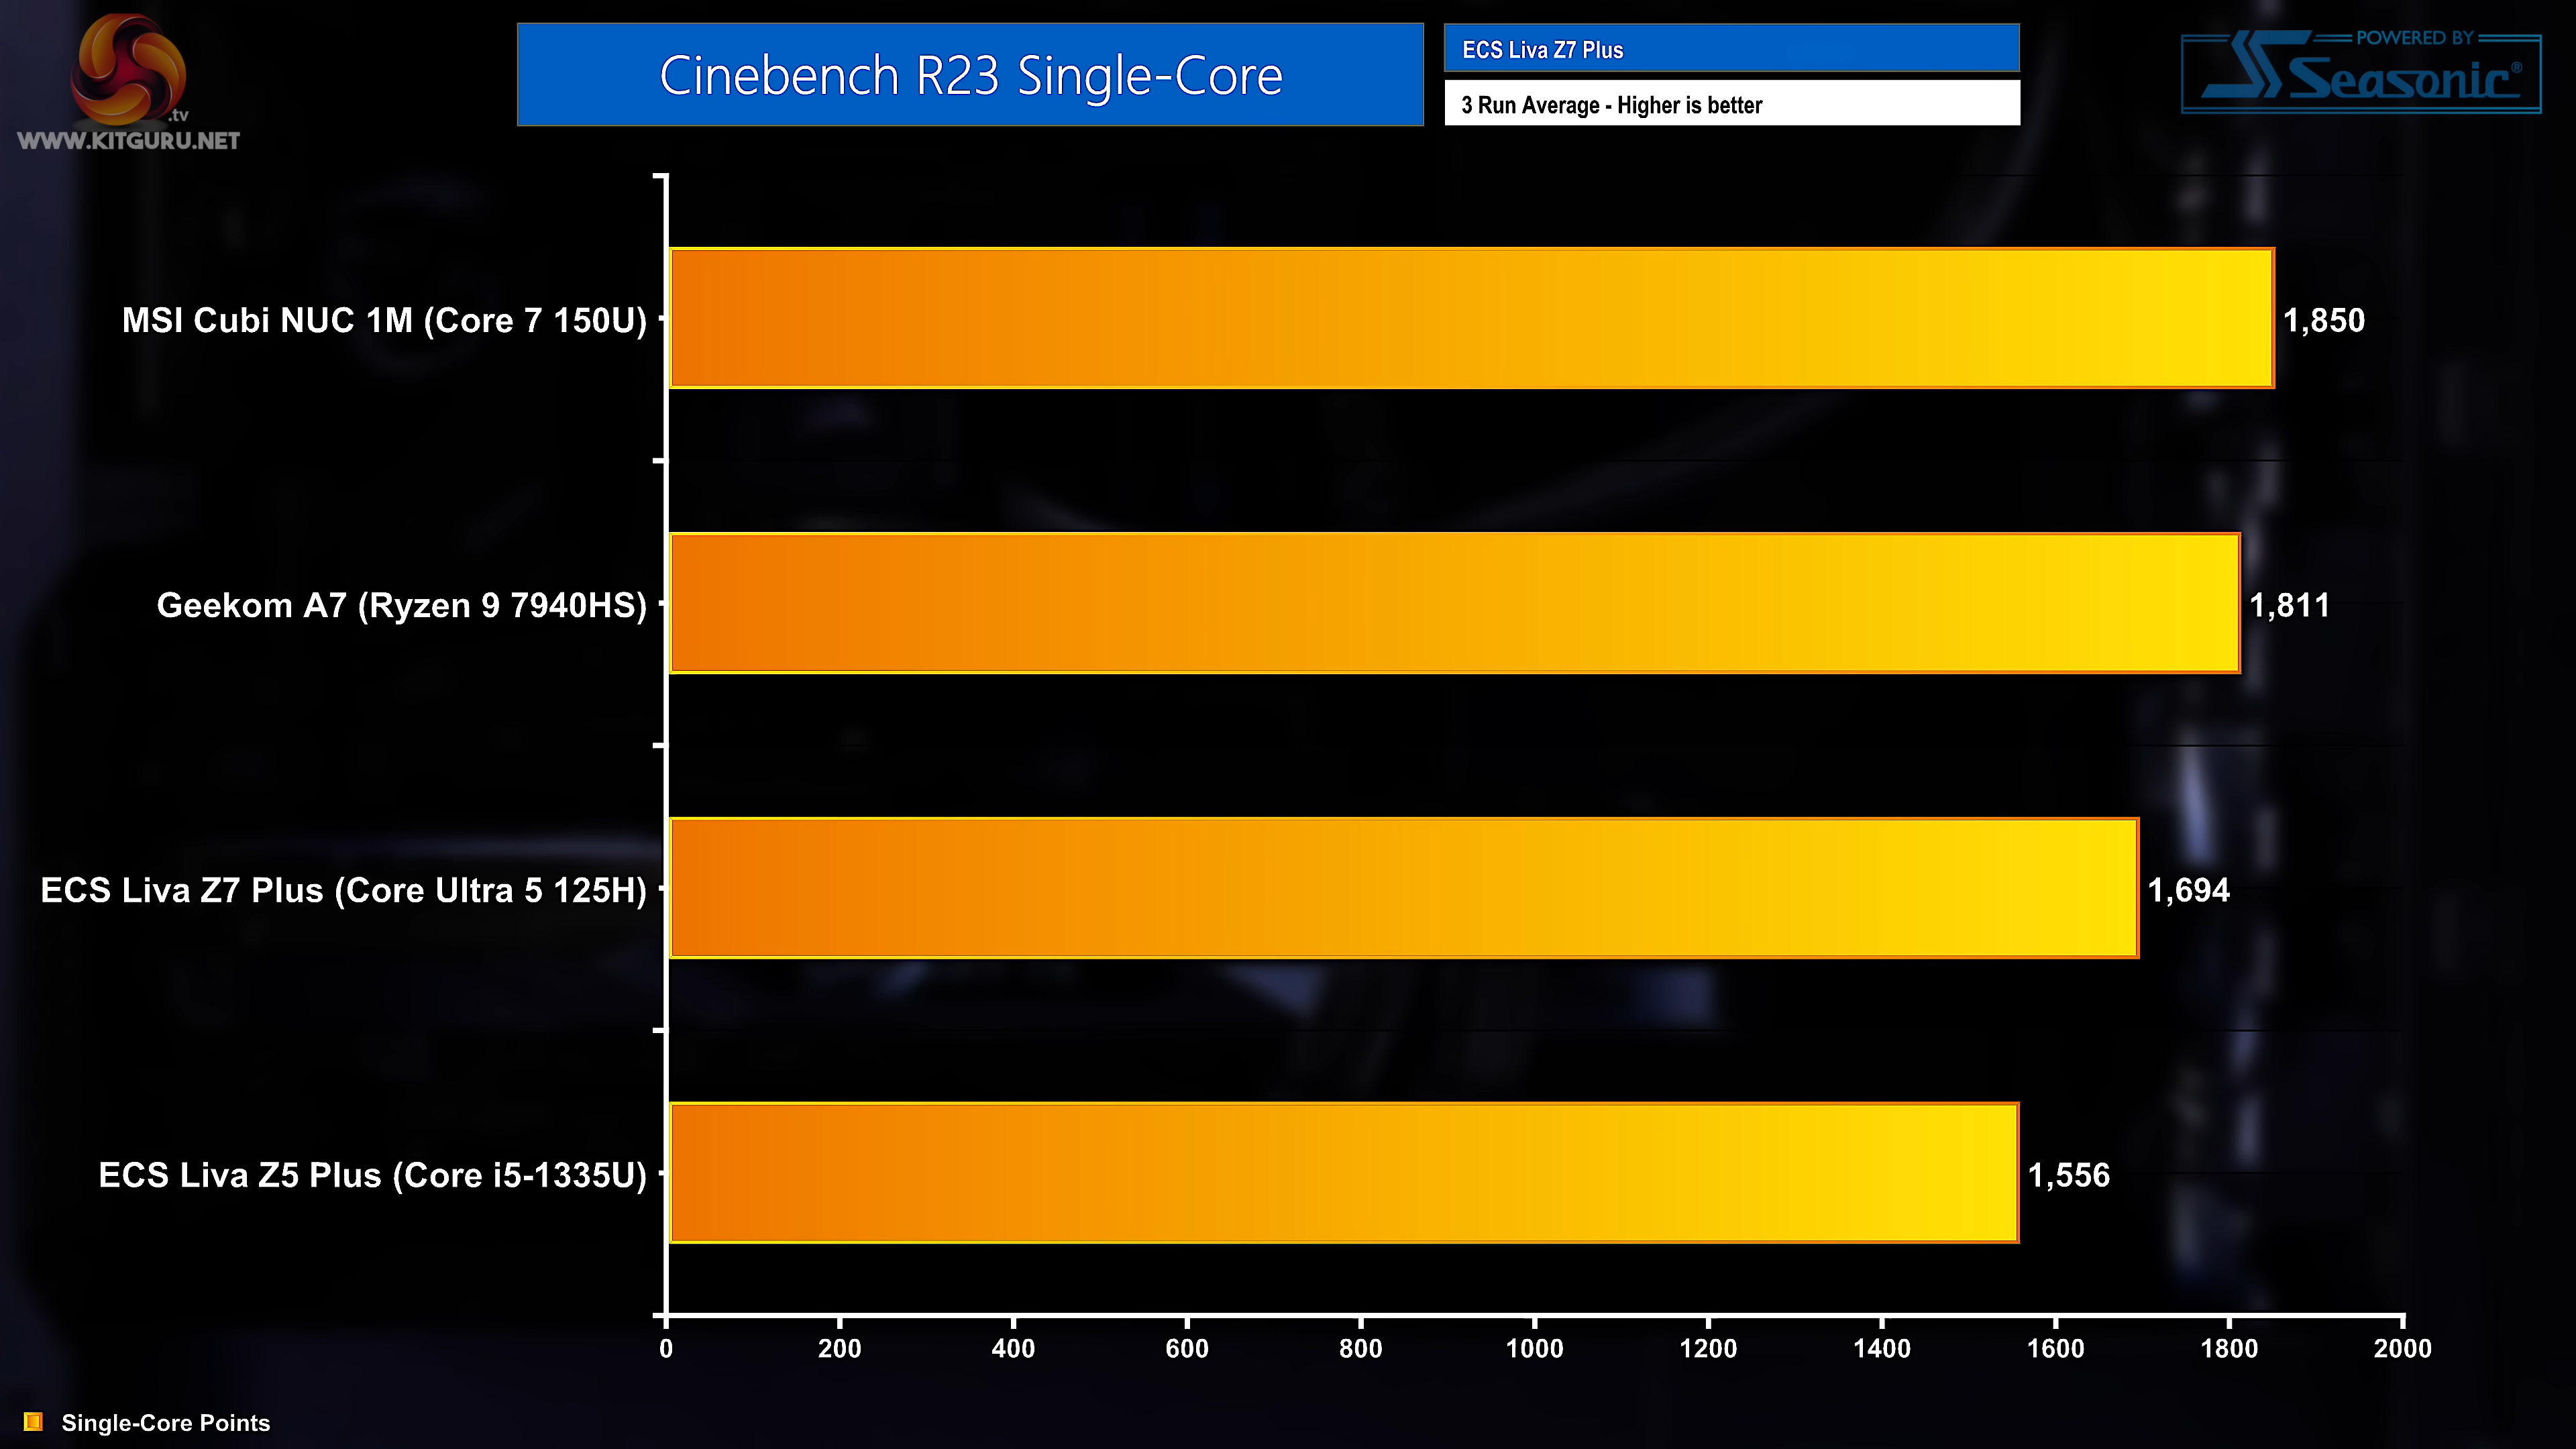 .tv
WWW.KITGURU.NET
Cinebench R23 Single-Core
ECS Liva Z7 Plus
3 Run Average - Higher is better
POWERED BY
Seasonic®
MSI Cubi NUC 1M (Core 7 150U)
1,850
Geekom A7 (Ryzen 9 7940HS)
1,811
ECS Liva Z7 Plus (Core Ultra 5 125H)
1,694
ECS Liva Z5 Plus (Core i5-1335U)
1,556
0 200 400 600 800 1000 1200 1400 1600 1800 2000
Single-Core Points